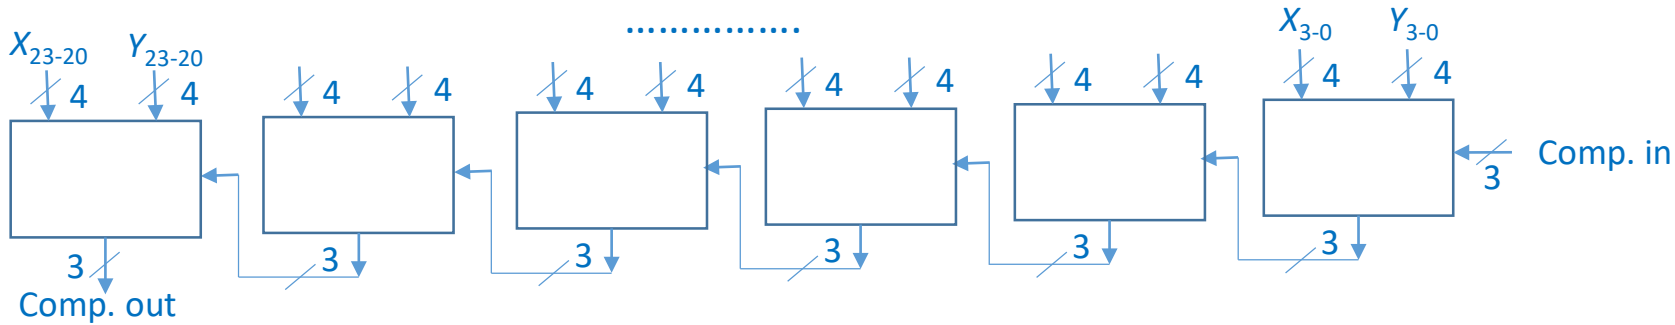 ................
X23-20 Y23-20 X3-0 Y3-0
4 4 4 4 4 4 4 4 4 4 4 4
Comp. in
3
3 3 3 3 3 3
Comp. out